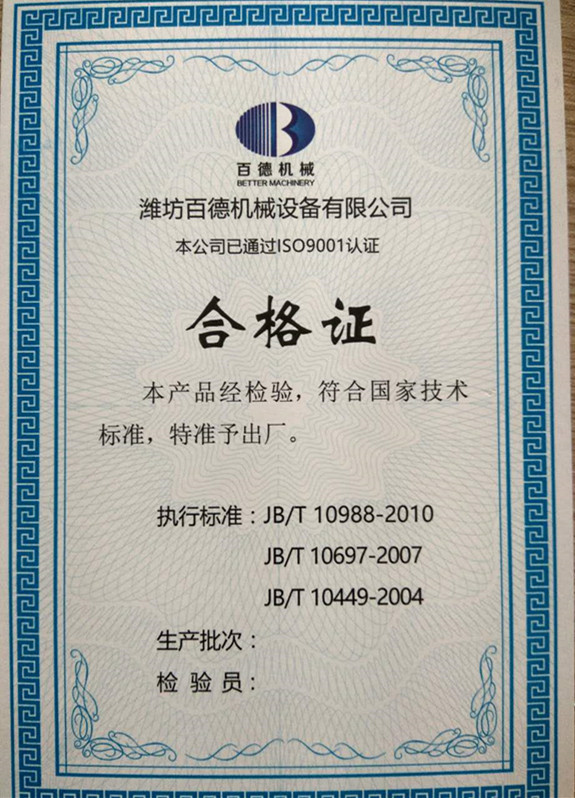 百德机械
BETTER MACHINERY
潍坊百德机械设备有限公司
本公司已通过ISO9001认证
合格证
本产品经检验，符合国家技术
标准，特准予出厂。
执行标准：JB/T 10988-2010
JB/T 10697-2007
JB/T 10449-2004
生产批次：
检 验 员：